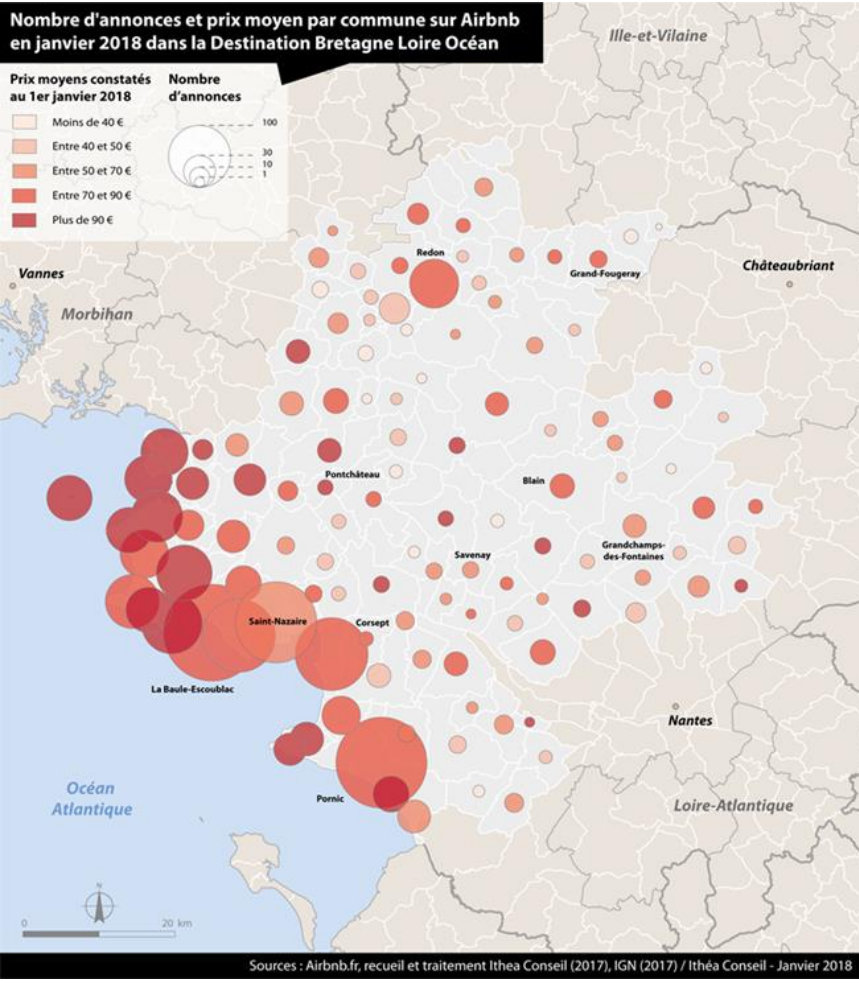 Nombre d'annonces et prix moyen par commune sur Airbnb
en janvier 2018 dans la Destination Bretagne Loire Océan
Prix moyens constatés
au 1er janvier 2018
Moins de 40 €
Entre 40 et 50 €
Entre 50 et 70 €
Entre 70 et 90 €
Plus de 90 €
Nombre
d'annonces
100
30
10
1
Ille-et-Vilaine
Redon
Grand-Fougeray
Châteaubriant
Vannes
Morbihan
Pontchâteau
Blain
Savenay
Grandchamps-
des-Fontaines
Saint-Nazaire
Corsept
La Baule-Escoublac
Nantes
Océan
Atlantique
Pornic
Loire-Atlantique
N
0
20 km
Sources : Airbnb.fr, recueil et traitement Ithea Conseil (2017), IGN (2017) / Ithéa Conseil - Janvier 2018